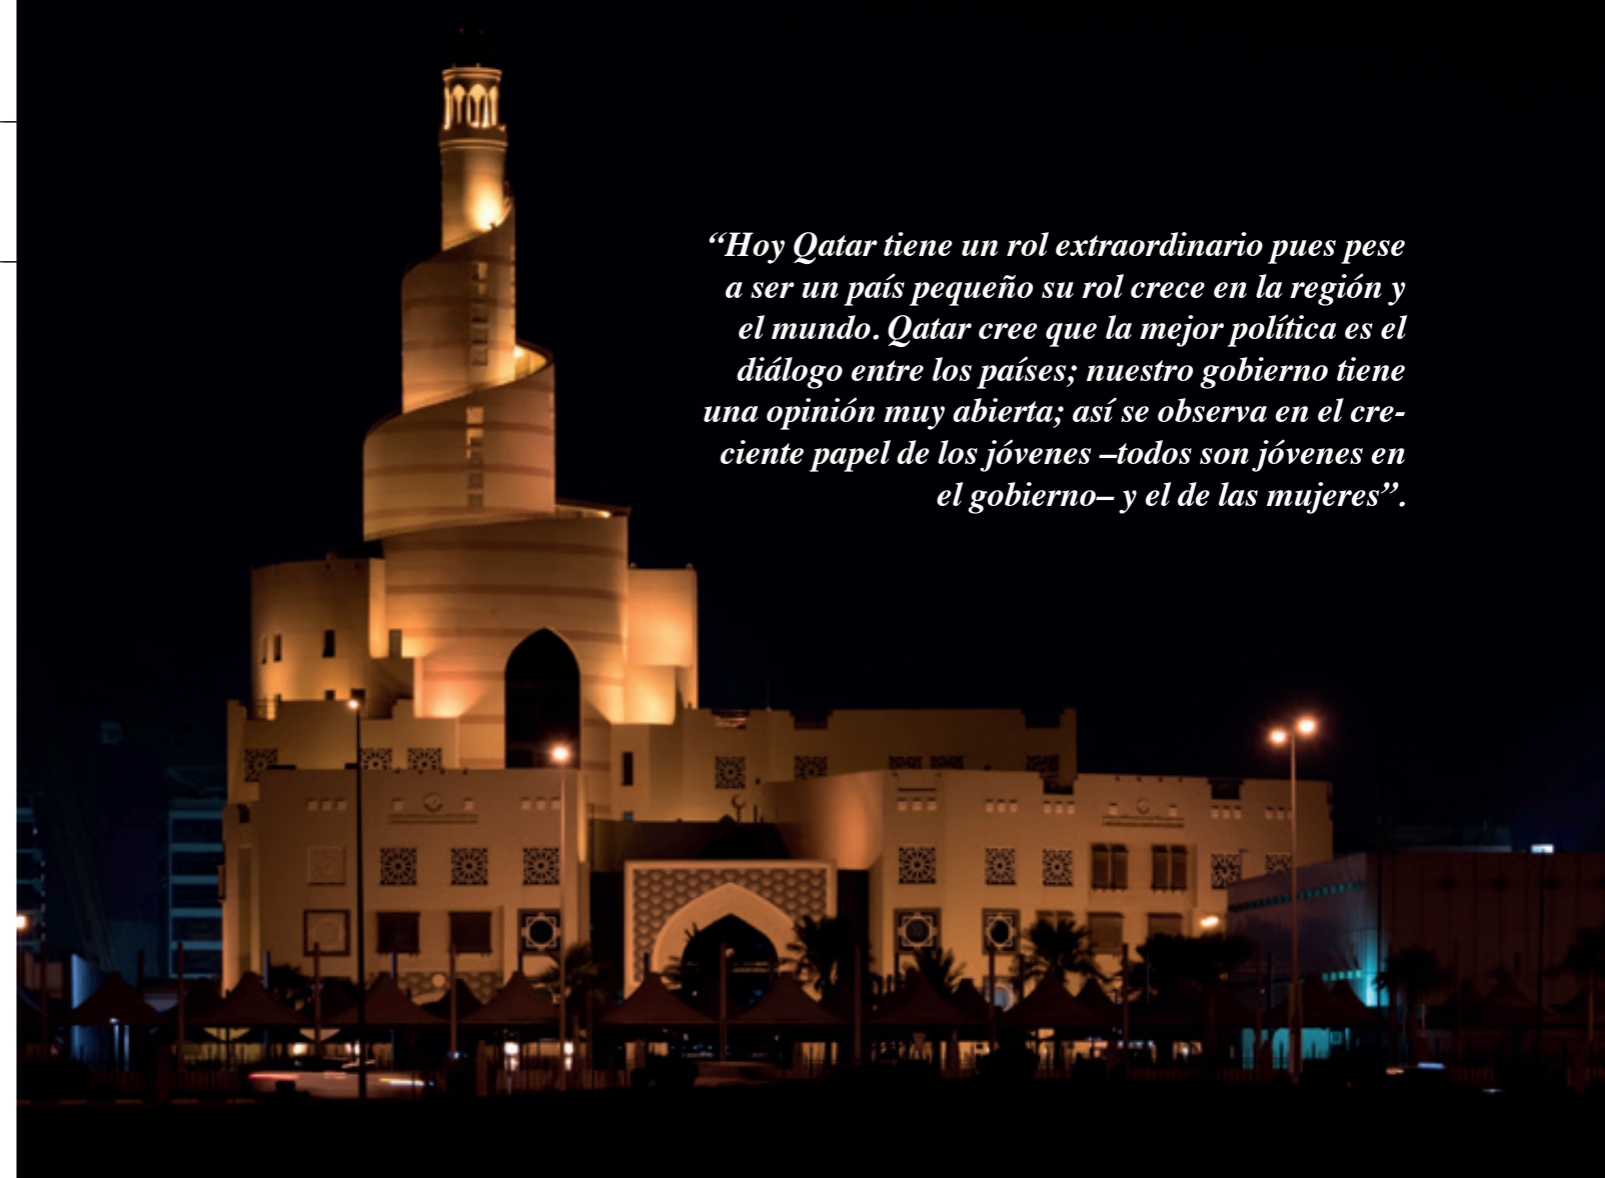 “Hoy Qatar tiene un rol extraordinario pues pese
a ser un país pequeño su rol crece en la región y
el mundo. Qatar cree que la mejor política es el
diálogo entre los países; nuestro gobierno tiene
una opinión muy abierta; así se observa en el cre-
ciente papel de los jóvenes –todos son jóvenes en
el gobierno– y el de las mujeres”.